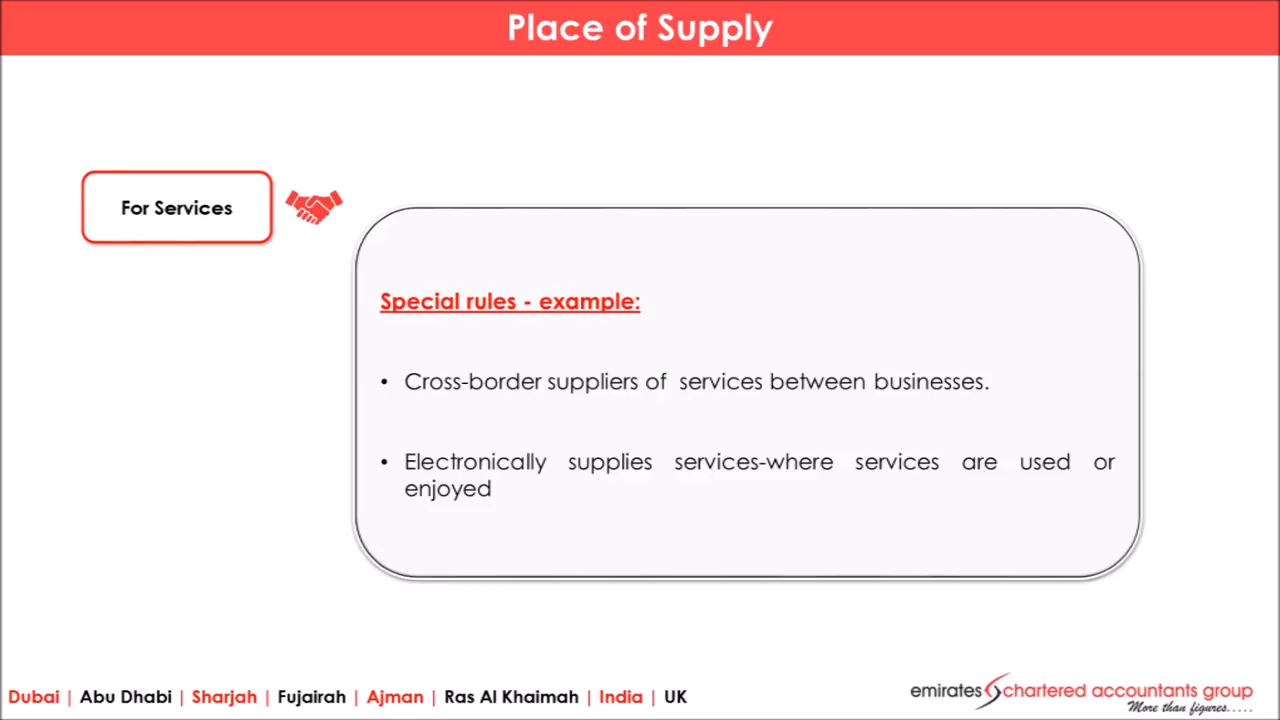 Place of Supply
For Services
Special rules - example:
• Cross-border suppliers of services between businesses.
• Electronically supplies services-where services are used or
enjoyed
Dubai | Abu Dhabi | Sharjah | Fujairah | Ajman | Ras Al Khaimah | India | UK
emirates chartered accountants group
More than figures.....